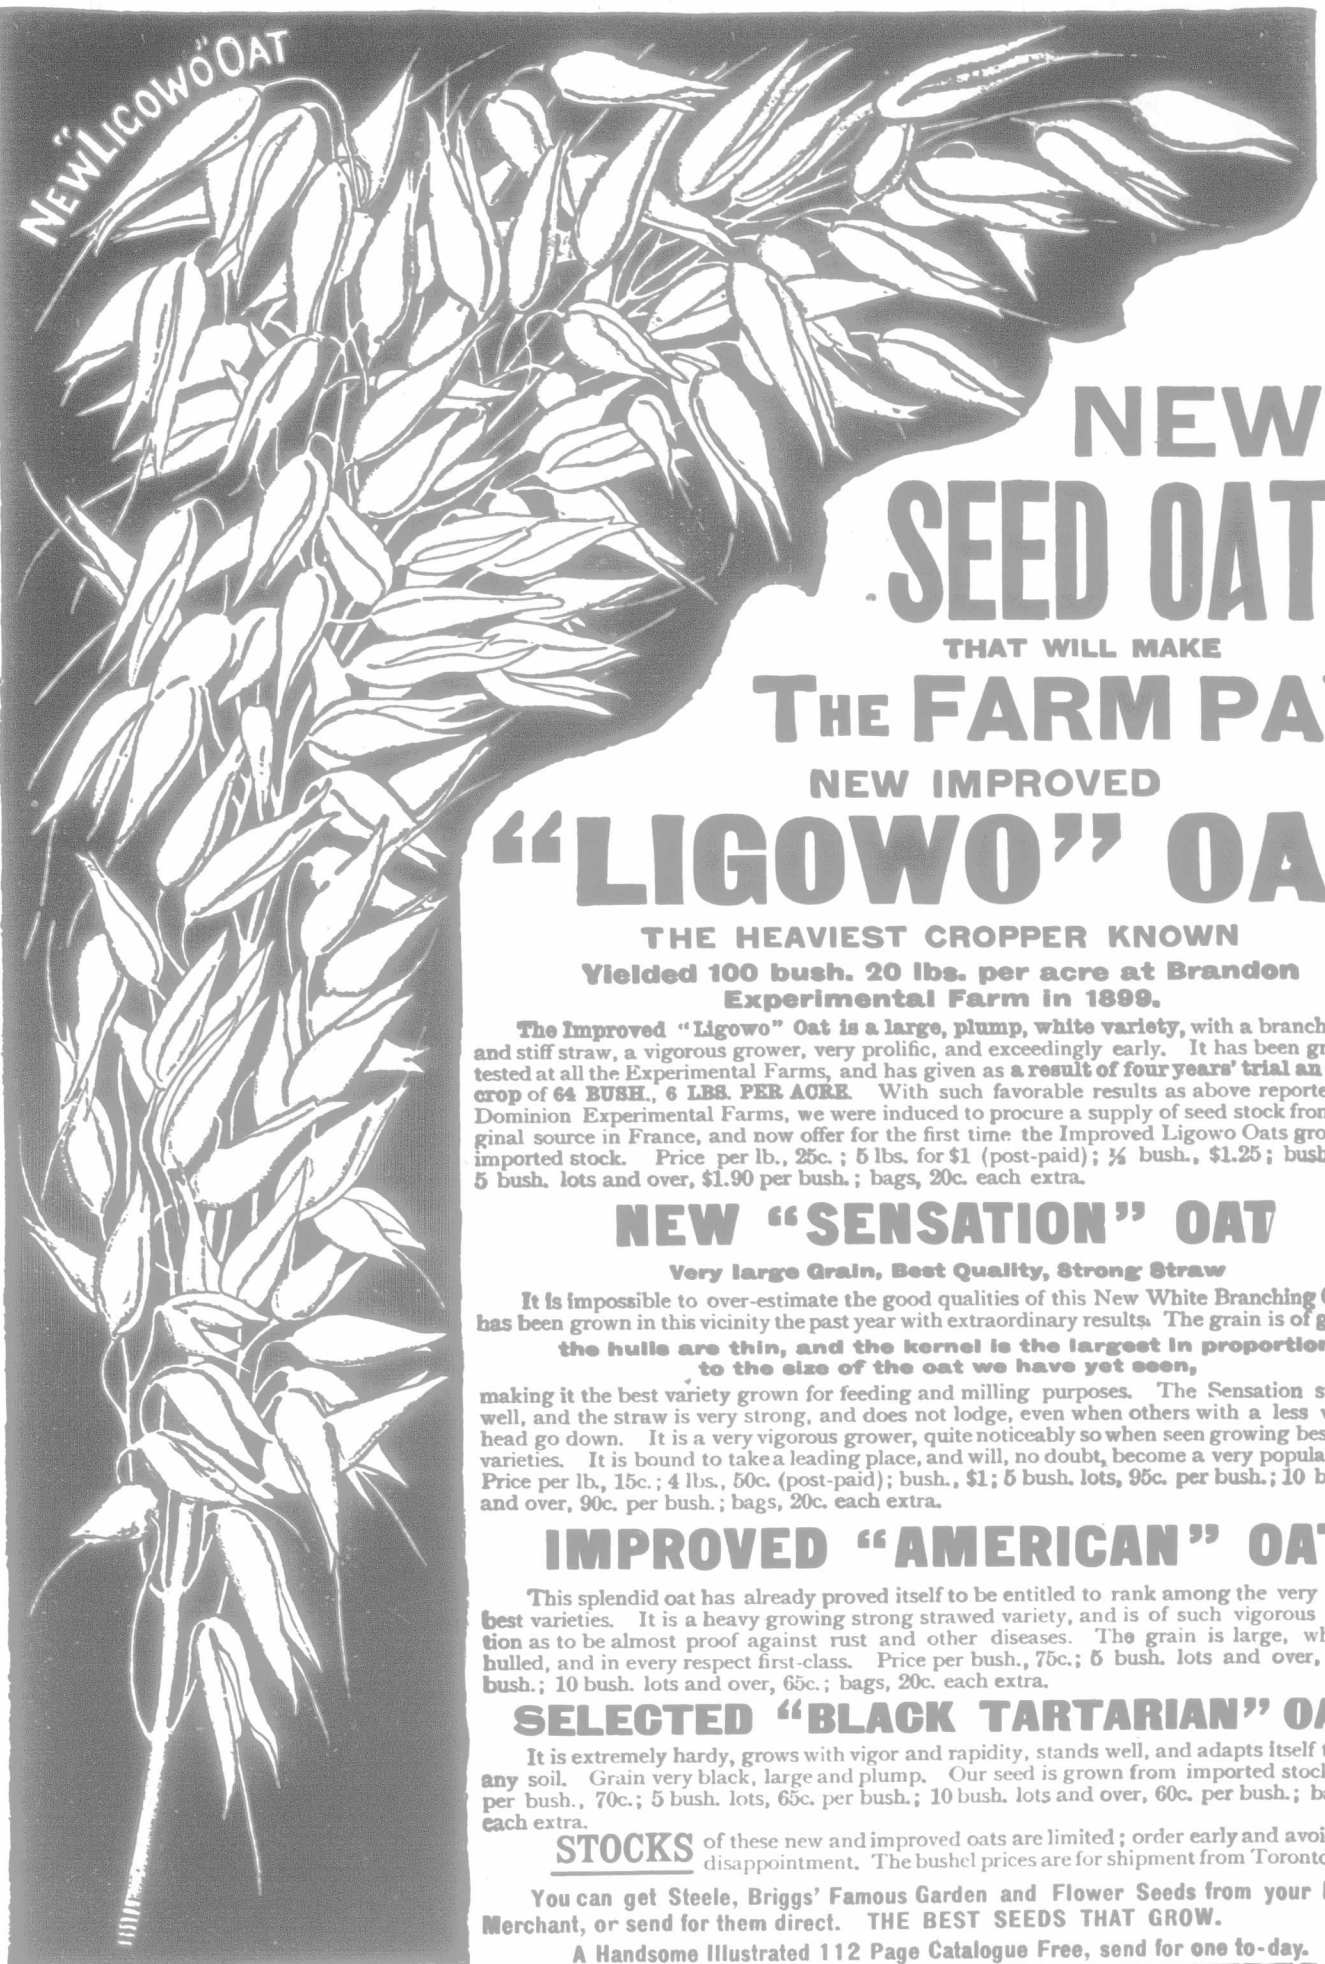 NEW "LIGOWO" OAT
NEW
SEED OAT
THAT WILL MAKE
THE FARM PA
NEW IMPROVED
"LIGOWO" OA
THE HEAVIEST CROPPER KNOWN
Yielded 100 bush. 20 lbs. per acre at Brandon
Experimental Farm in 1899.
The Improved "Ligowo" Oat is a large, plump, white variety, with a branch
and stiff straw, a vigorous grower, very prolific, and exceedingly early. It has been gr
tested at all the Experimental Farms, and has given as a result of four years' trial an
crop of 64 BUSH., 6 LBS. PER ACRE. With such favorable results as above reporte
Dominion Experimental Farms, we were induced to procure a supply of seed stock from
ginal source in France, and now offer for the first time the Improved Ligowo Oats gro
imported stock. Price per lb., 25c.; 5 lbs. for $1 (post-paid); bush., $1.25; bush
5 bush. lots and over, $1.90 per bush.; bags, 20c. each extra.
NEW "SENSATION" OAT
Very large Grain, Best Quality, Strong Straw
It is impossible to over-estimate the good qualities of this New White Branching
has been grown in this vicinity the past year with extraordinary results. The grain is of g
the hulls are thin, and the kernel is the largest in proportion
to the size of the oat we have yet seen,
making it the best variety grown for feeding and milling purposes. The Sensation s
well, and the straw is very strong, and does not lodge, even when others with a less
head go down. It is a very vigorous grower, quite noticeably so when seen growing bes
varieties. It is bound to take a leading place, and will, no doubt, become a very popula
Price per lb., 15c.; 4 lbs., 50c. (post-paid); bush., $1; 5 bush. lots, 95c. per bush.; 10 b
and over, 90c. per bush.; bags, 20c. each extra.
IMPROVED "AMERICAN" OAT
This splendid oat has already proved itself to be entitled to rank among the very
best varieties. It is a heavy growing strong strawed variety, and is of such vigorous
tion as to be almost proof against rust and other diseases. The grain is large, wh
hulled, and in every respect first-class. Price per bush., 75c.; 5 bush. lots and over,
bush.; 10 bush. lots and over, 65c.; bags, 20c. each extra.
SELECTED "BLACK TARTARIAN" OA
It is extremely hardy, grows with vigor and rapidity, stands well, and adapts itself t
any soil. Grain very black, large and plump. Our seed is grown from imported stock
per bush., 70c.; 5 bush. lots, 65c. per bush.; 10 bush. lots and over, 60c. per bush.; b
each extra.
STOCKS of these new and improved oats are limited; order early and avoi
disappointment. The bushel prices are for shipment from Toronto
You can get Steele, Briggs' Famous Garden and Flower Seeds from your
Merchant, or send for them direct. THE BEST SEEDS THAT GROW.
A Handsome Illustrated 112 Page Catalogue Free, send for one to-day.